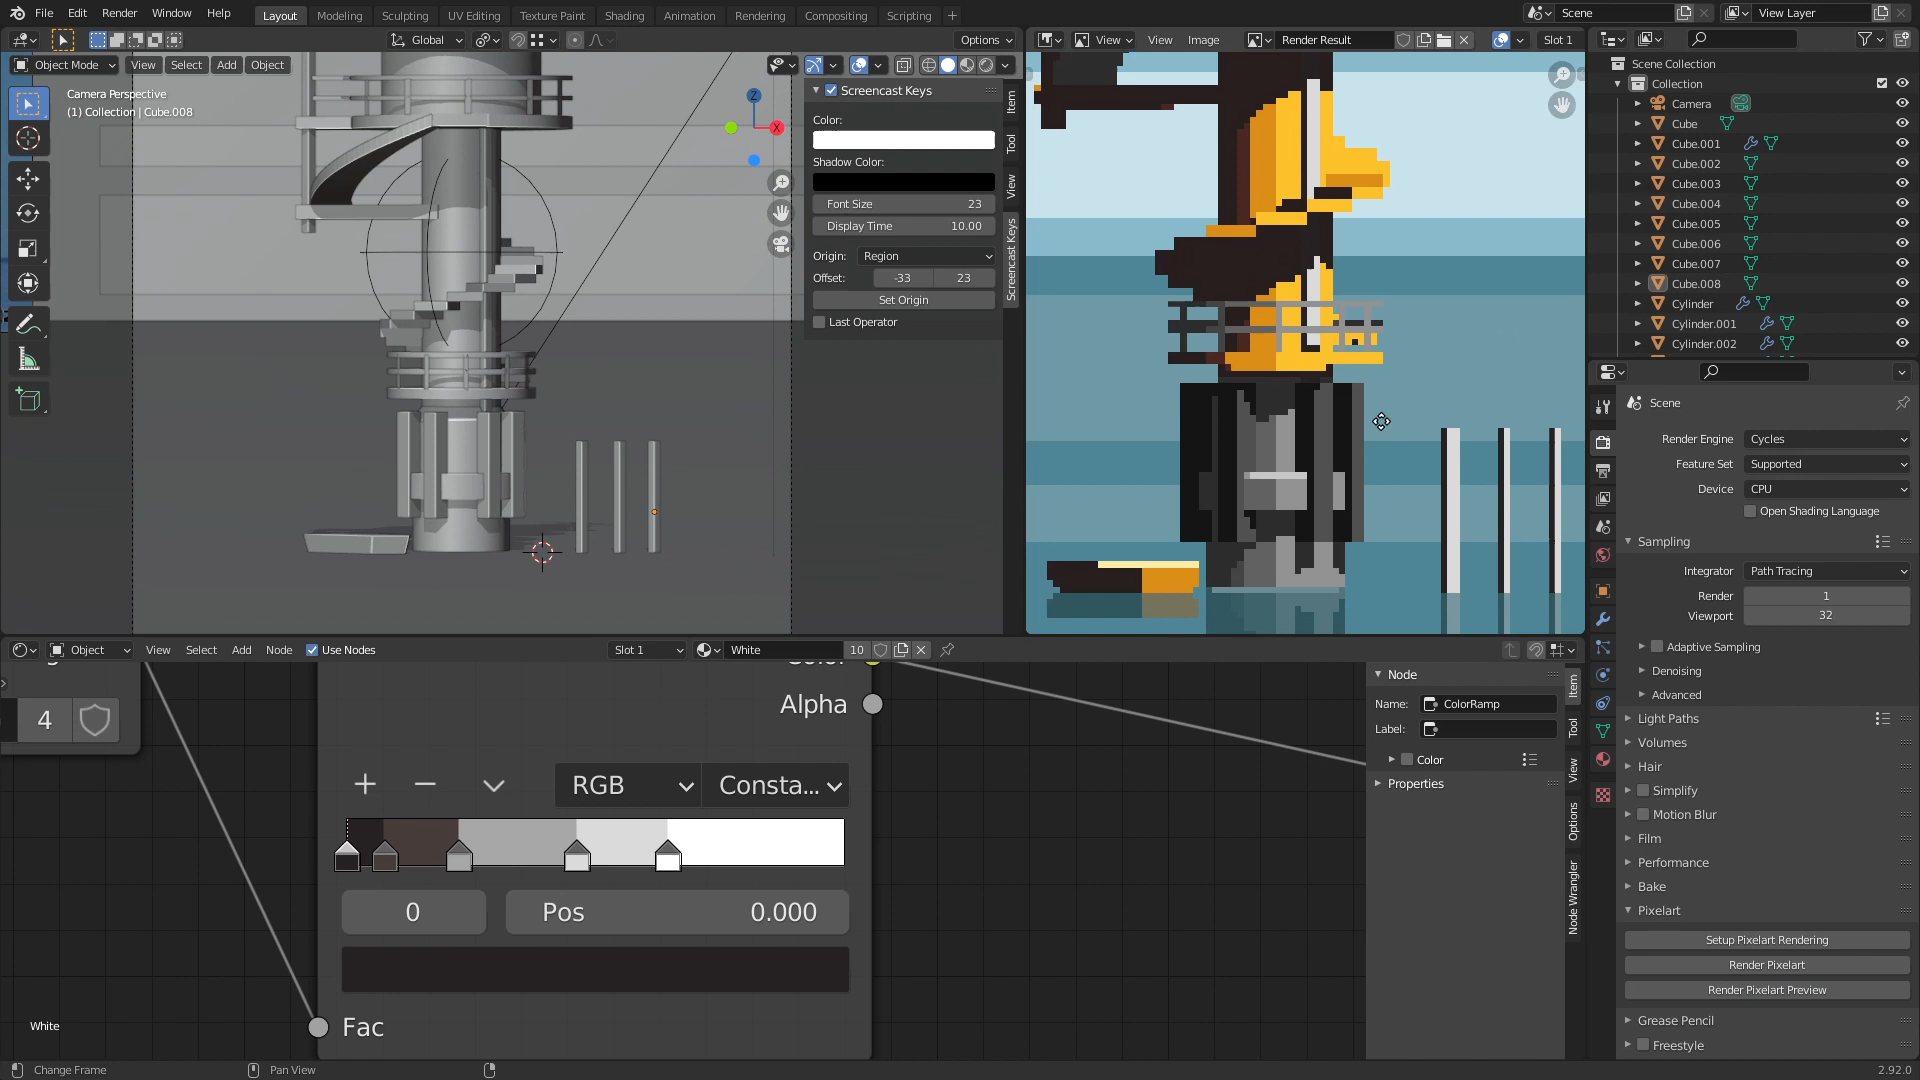 File Edit Render Window Help
Layout Modeling Sculpting UV Editing Texture Paint Shading Animation Rendering Compositing Scripting +
Scene
View Layer
Global
Options
View View Image Render Result Slot 1
Object Mode View Select Add Object
Camera Perspective
(1) Collection | Cube.008
Z
X
Screencast Keys
Color:
Shadow Color:
Font Size 23
Display Time 10.00
Origin: Region
Offset: -33 23
Set Origin
Last Operator
Item
Tool
View
Screencast Keys
Scene Collection
Collection
Camera
Cube
Cube.001
Cube.002
Cube.003
Cube.004
Cube.005
Cube.006
Cube.007
Cube.008
Cylinder
Cylinder.001
Cylinder.002
Scene
Render Engine Cycles
Feature Set Supported
Device CPU
Open Shading Language
Sampling
Integrator Path Tracing
Render 1
Viewport 32
Adaptive Sampling
Denoising
Advanced
Light Paths
Volumes
Hair
Simplify
Motion Blur
Film
Performance
Bake
Pixelart
Setup Pixelart Rendering
Render Pixelart
Render Pixelart Preview
Grease Pencil
Freestyle
Object View Select Add Node Use Nodes Slot 1 White 10
4
Alpha
RGB Consta...
0 Pos 0.000
Fac
White
Node
Name: ColorRamp
Label:
Color
Properties
Item
Tool
View
Options
Node Wrangler
Change Frame Pan View 2.92.0